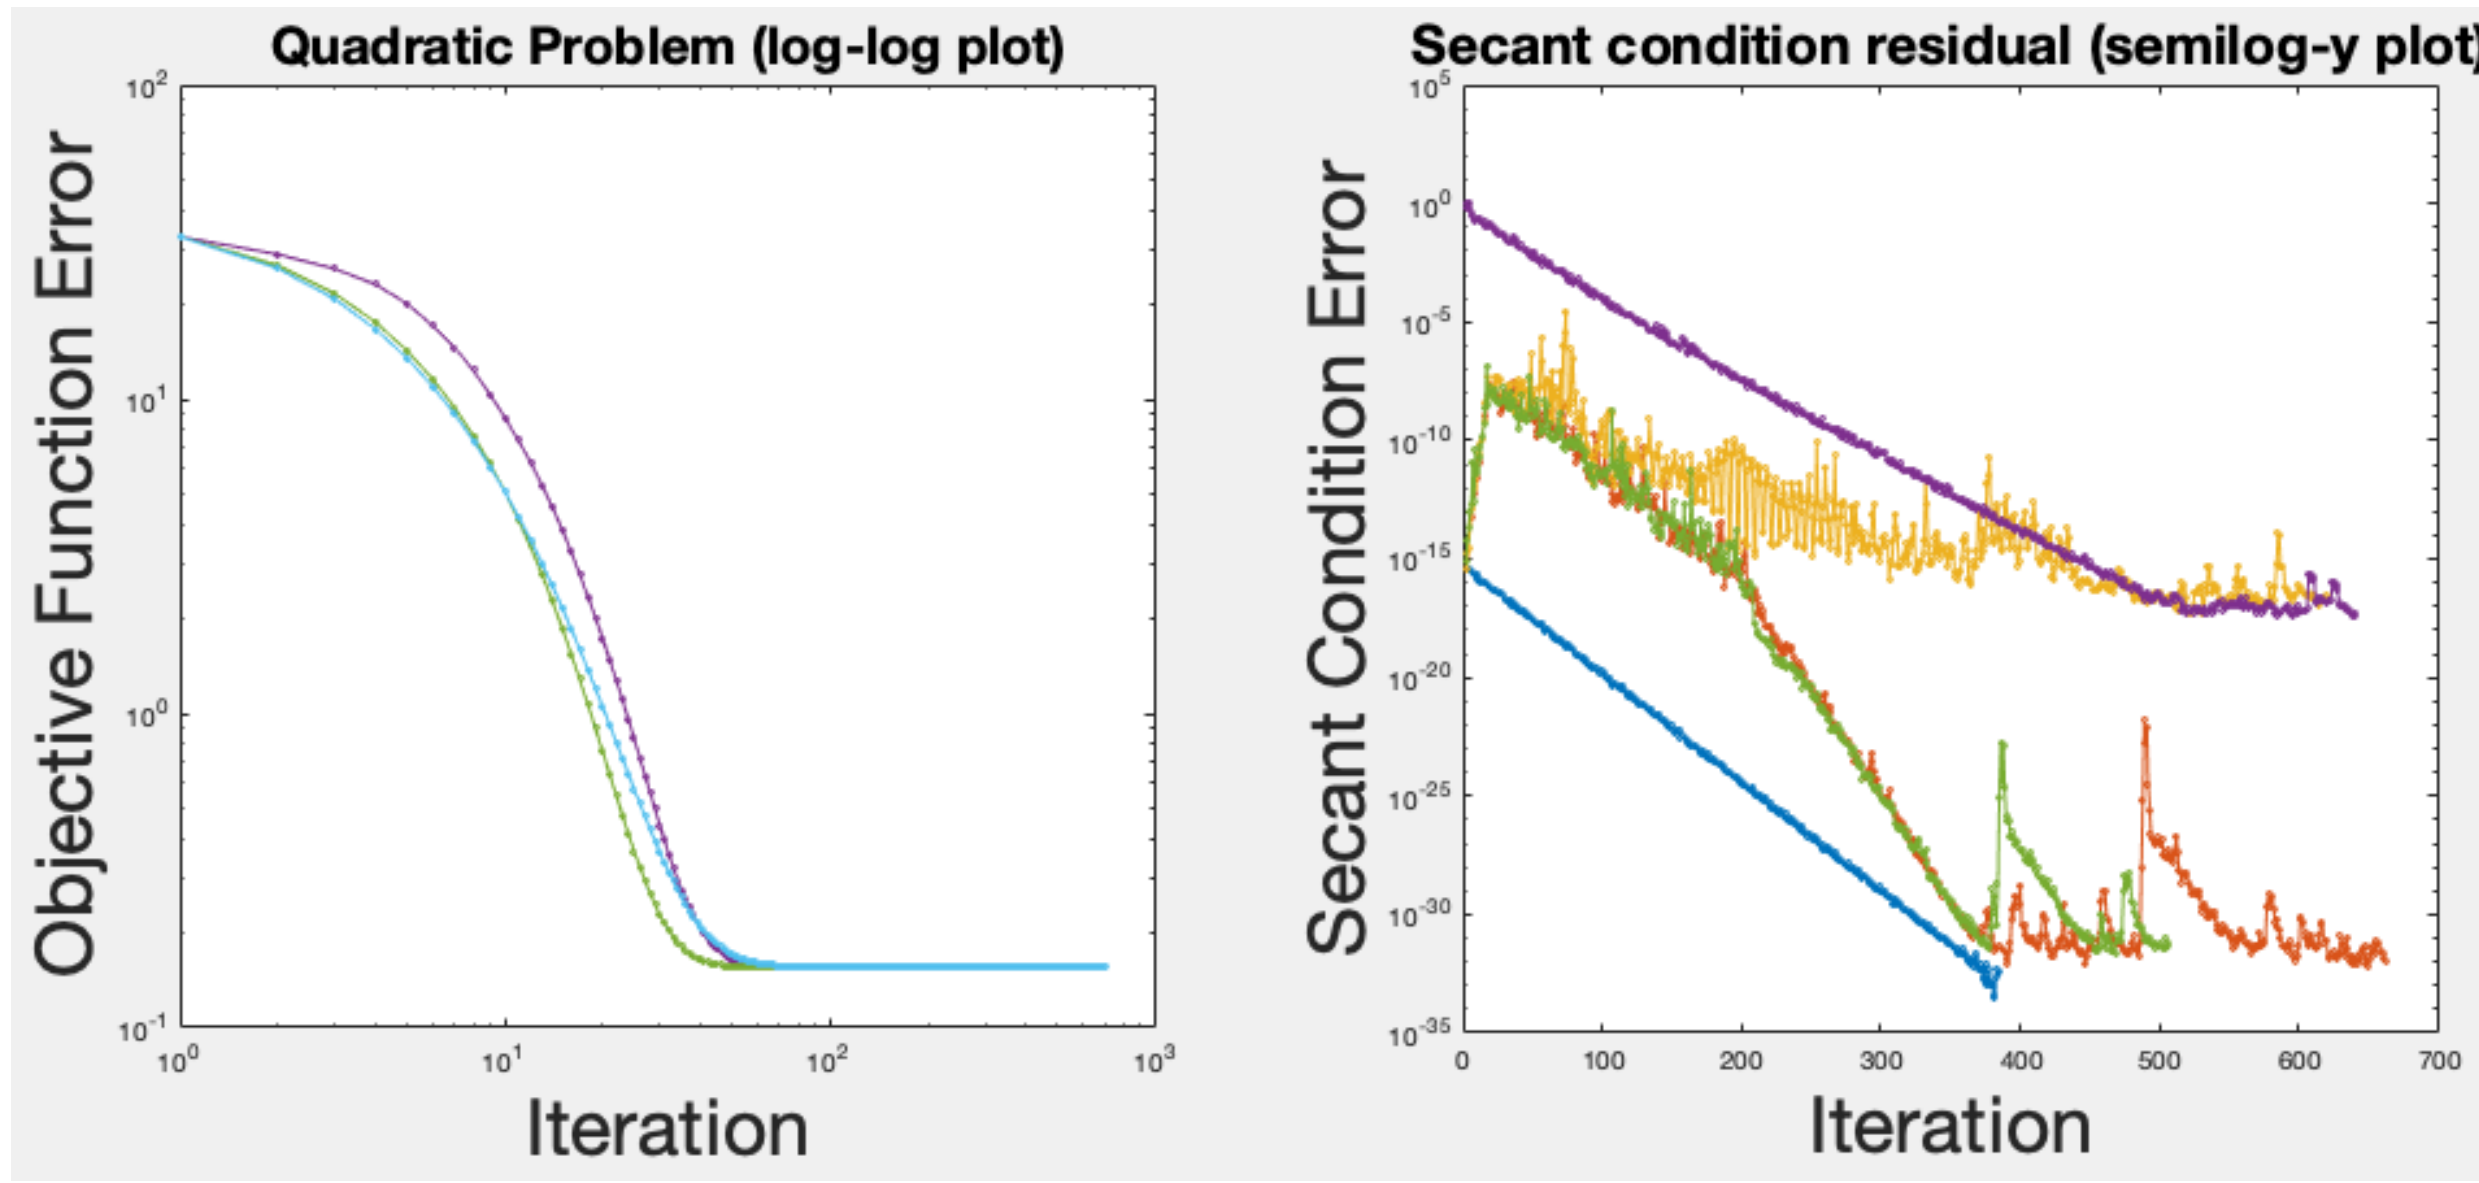 Quadratic Problem (log-log plot)
Objective Function Error
10^2
10^1
10^0
10^-1
10^0 10^1 10^2 10^3
Iteration
Secant condition residual (semilog-y plot)
Secant Condition Error
10^5
10^0
10^-5
10^-10
10^-15
10^-20
10^-25
10^-30
10^-35
0 100 200 300 400 500 600 700
Iteration